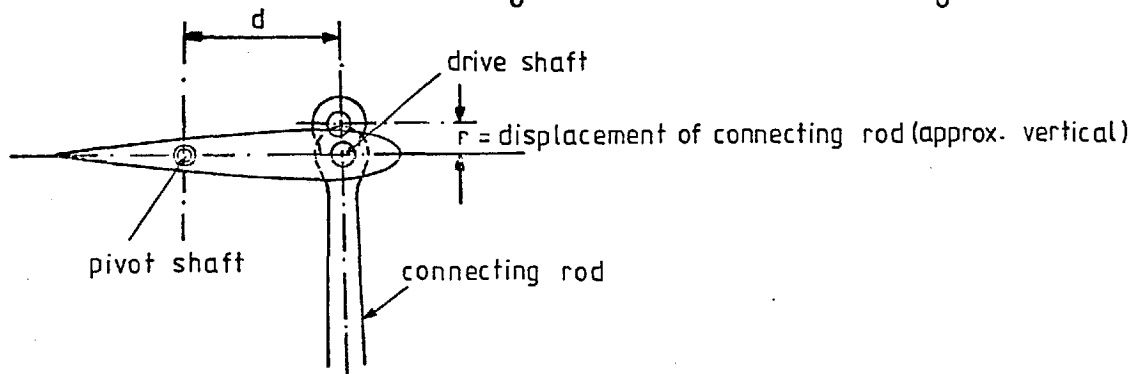 d
drive shaft
r = displacement of connecting rod (approx. vertical)
pivot shaft
connecting rod